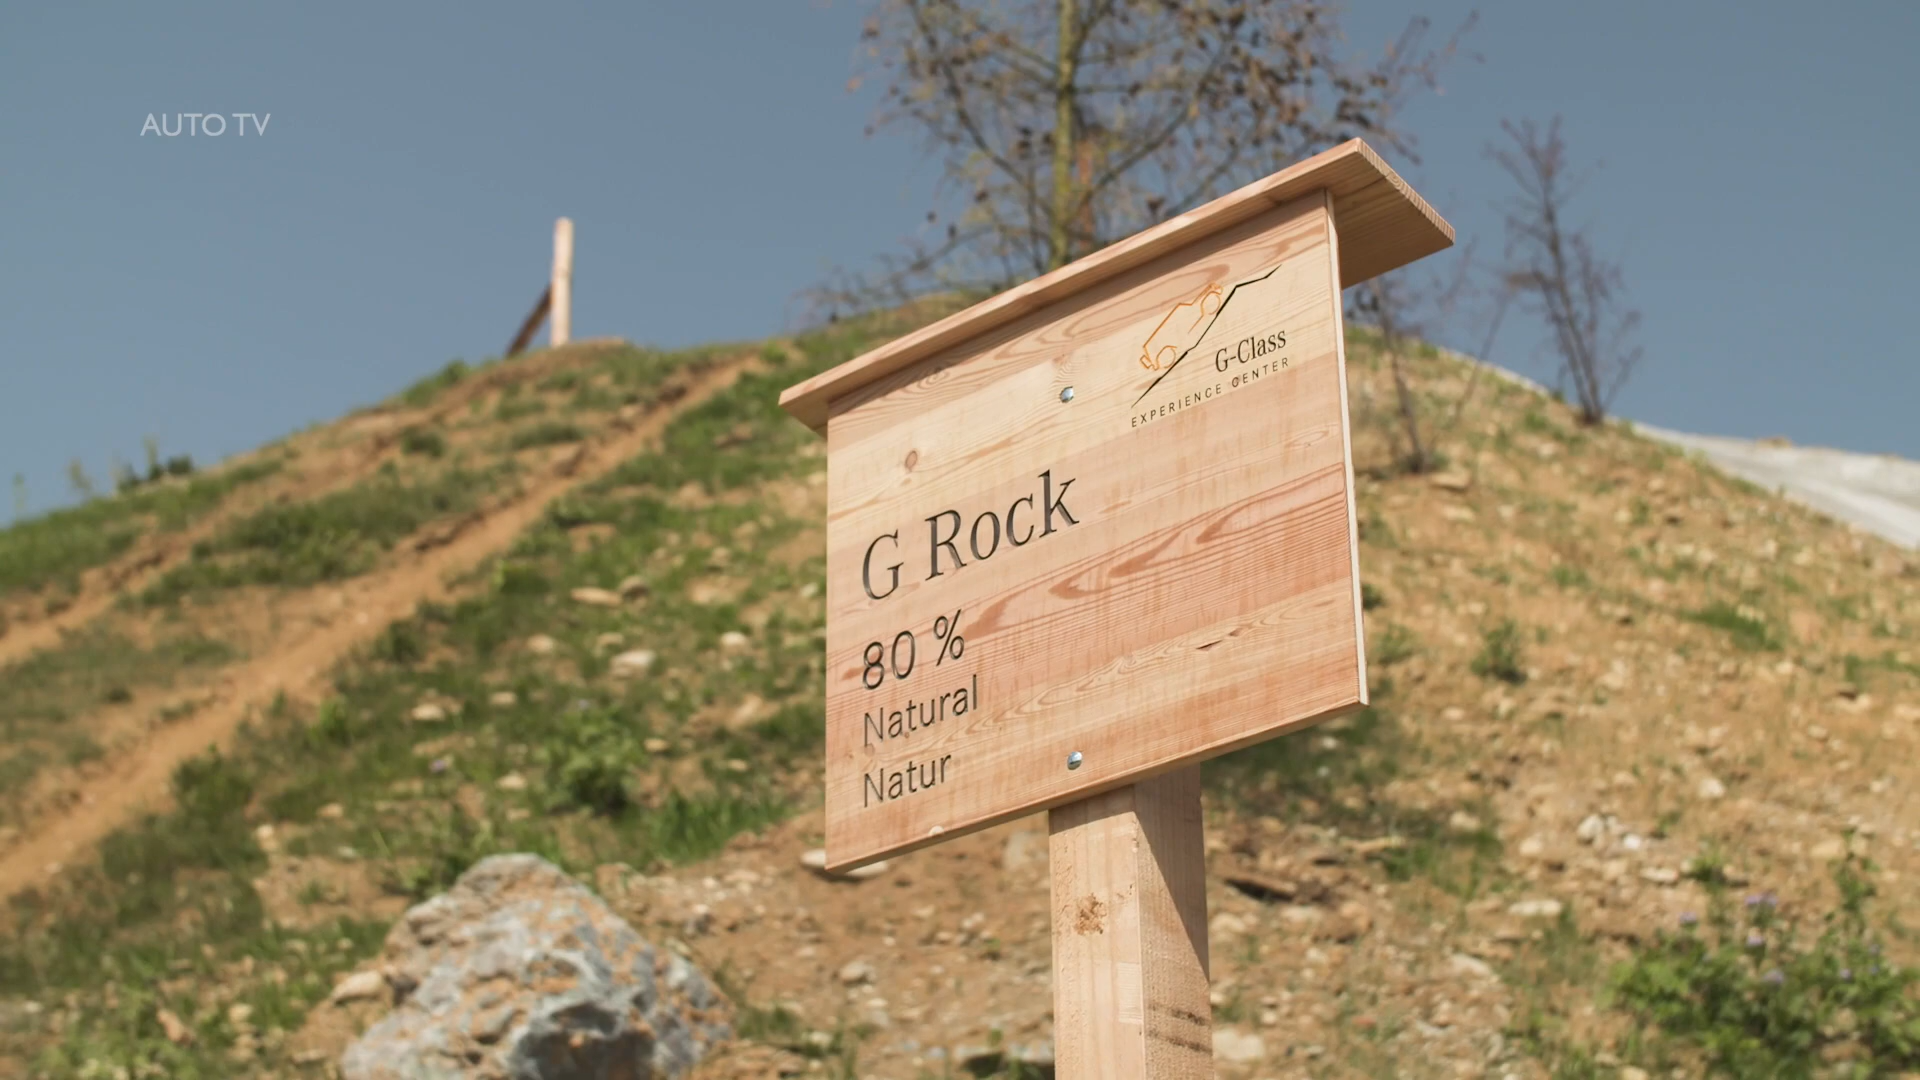 AUTO TV
G-Class
EXPERIENCE CENTER
G Rock
80 %
Natural
Natur